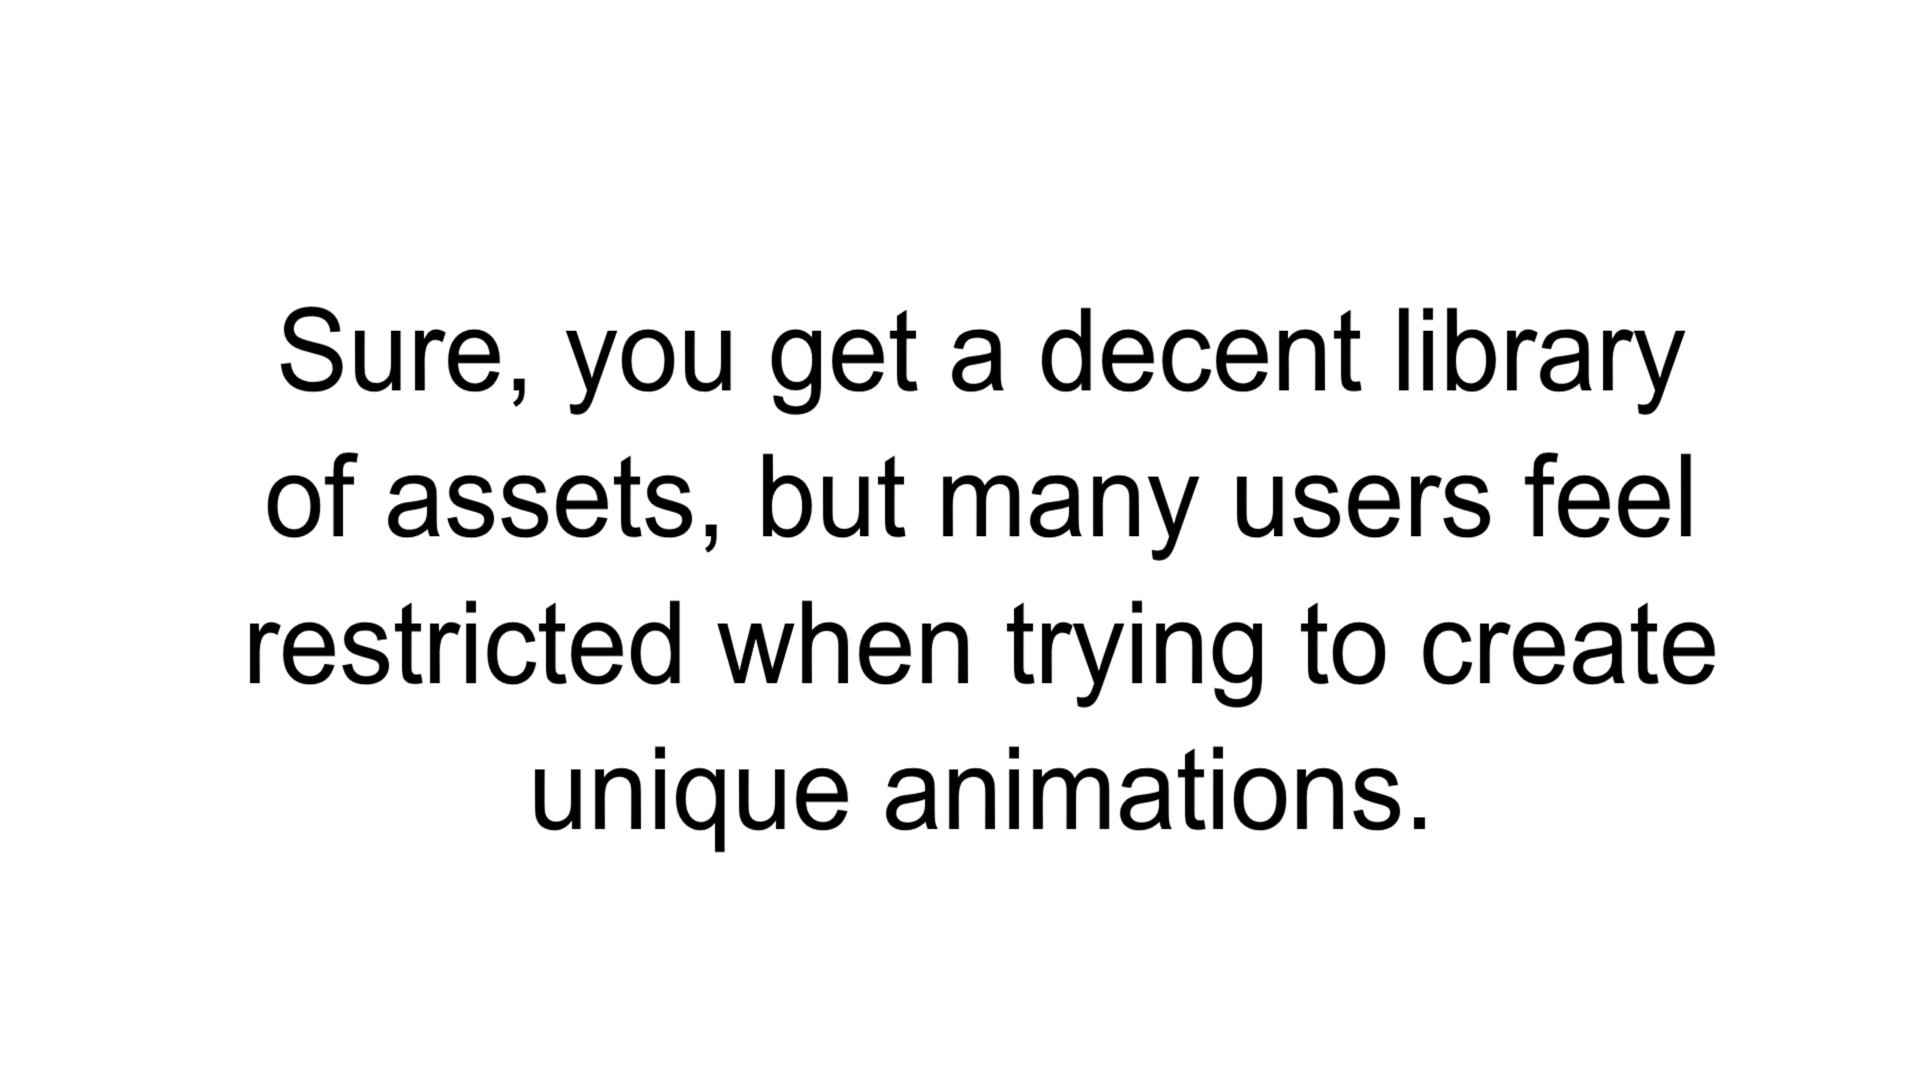 Sure, you get a decent library
of assets, but many users feel
restricted when trying to create
unique animations.